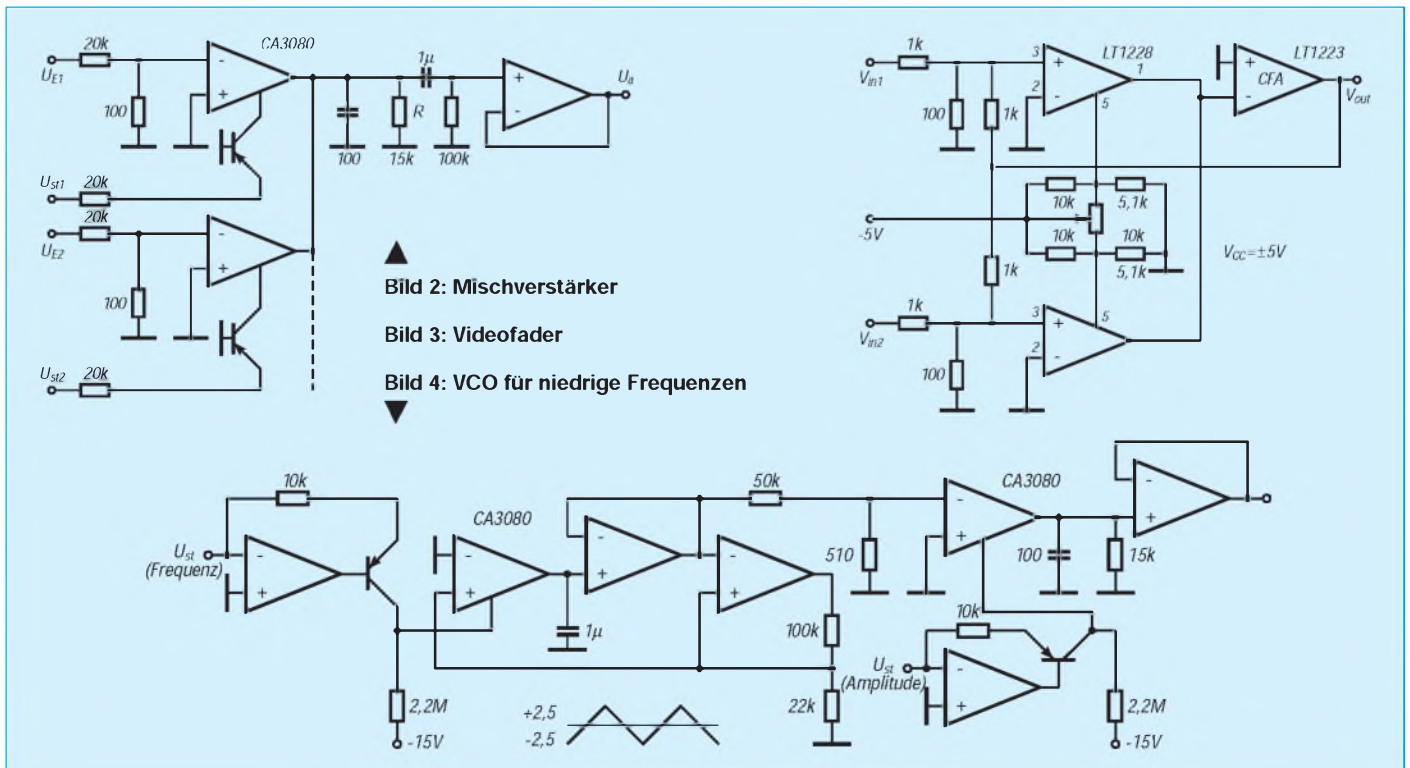 20k
CA3080
U_E1
100
U_st1
20k
20k
U_E2
100
U_st2
20k
1µ
100
R
15k
100k
U_a
Bild 2: Mischverstärker
Bild 3: Videofader
Bild 4: VCO für niedrige Frequenzen
1k
V_in1
100
1k
3
2
+
-
LT1228
1
5
+
CFA
-
LT1223
V_out
10k
5,1k
-5V
10k
10k
5,1k
V_CC=±5V
1k
1k
V_in2
100
3
2
+
-
5
10k
U_st
(Frequenz)
2,2M
-15V
CA3080
1µ
50k
510
100k
22k
+2,5
-2,5
CA3080
100
15k
10k
U_st
(Amplitude)
2,2M
-15V